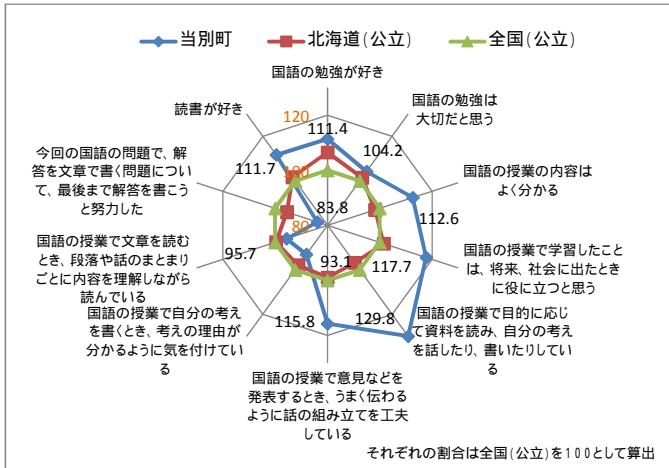 当別町 北海道(公立) 全国(公立)
国語の勉強が好き
国語の勉強は
大切だと思う
国語の授業の内容は
よく分かる
国語の授業で学習したこと
は、将来、社会に出たときに
役に立つと思う
国語の授業で目的に応じ
て資料を読み、自分の考え
を話したり、書いたりしてい
る
国語の授業で意見などを
発表するとき、うまく伝わる
ように話の組み立てを工夫
している
国語の授業で自分の考え
を書くとき、考えの理由が
分かるように気を付けてい
る
国語の授業で文章を読む
とき、段落や話のまとまり
ごとに内容を理解しながら
読んでいる
今回の国語の問題で、解
答を文章で書く問題につ
いて、最後まで解答を書こう
と努力した
読書が好き
120
100
80
111.4
104.2
112.6
117.7
129.8
115.8
93.1
95.7
83.8
111.7
それぞれの割合は全国(公立)を100として算出